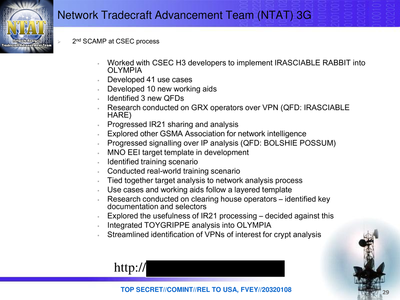 Network Tradecraft Advancement Team (NTAT) 3G
NTAT
2nd SCAMP at CSEC process
Worked with CSEC H3 developers to implement IRASCIABLE RABBIT into
OLYMPIA
Developed 41 use cases
Developed 10 new working aids
Identified 3 new QFDs
Research conducted on GRX operators over VPN (QFD: IRASCIABLE
HARE)
Progressed IR21 sharing and analysis
Explored other GSMA Association for network intelligence
Progressed signalling over IP analysis (QFD: BOLSHIE POSSUM)
MNO EEI target template in development
Identified training scenario
Conducted real-world training scenario
Tied together target analysis to network analysis process
Use cases and working aids follow a layered template
Research conducted on clearing house operators – identified key
documentation and selectors
Explored the usefulness of IR21 processing – decided against this
Integrated TOYGRIPPE analysis into OLYMPIA
Streamlined identification of VPNs of interest for crypt analysis
http://
TOP SECRET//COMINT//REL TO USA, FVEY//20320108
29